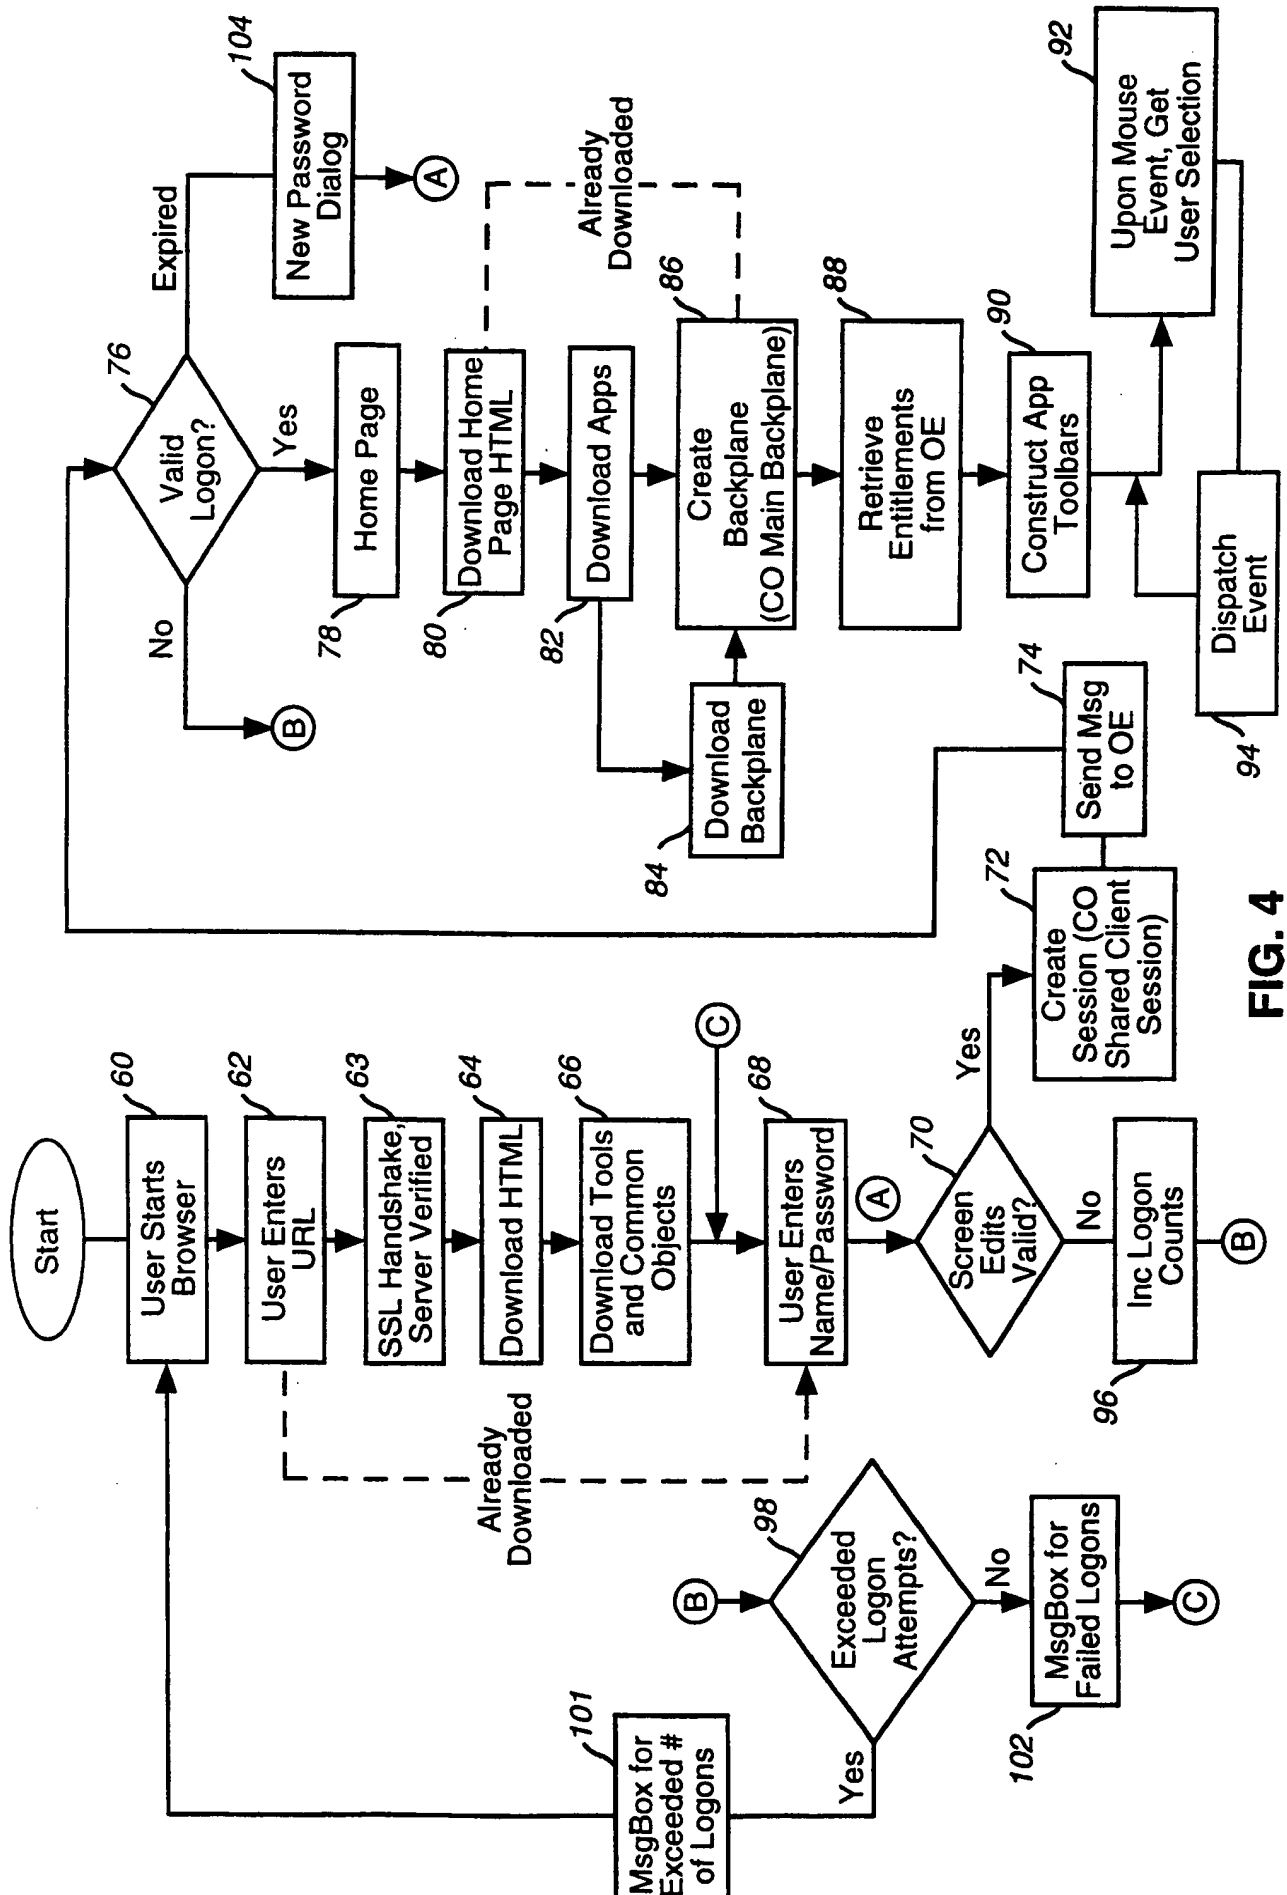 Start
60
User Starts
Browser
62
User Enters
URL
63
SSL Handshake,
Server Verified
64
Download HTML
66
Download Tools
and Common
Objects
C
68
User Enters
Name/Password
Already
Downloaded
A
70
Screen
Edits
Valid?
Yes
No
96
Inc Logon
Counts
B
72
Create
Session (CO
Shared Client
Session)
74
Send Msg
to OE
B
98
Exceeded
Logon
Attempts?
Yes
No
101
MsgBox for
Exceeded #
of Logons
102
MsgBox for
Failed Logons
C
76
Valid
Logon?
No
B
Expired
104
New Password
Dialog
A
Yes
78
Home Page
80
Download Home
Page HTML
Already
Downloaded
82
Download Apps
84
Download
Backplane
86
Create
Backplane
(CO Main Backplane)
88
Retrieve
Entitlements
from OE
90
Construct App
Toolbars
92
Upon Mouse
Event, Get
User Selection
94
Dispatch
Event
FIG. 4